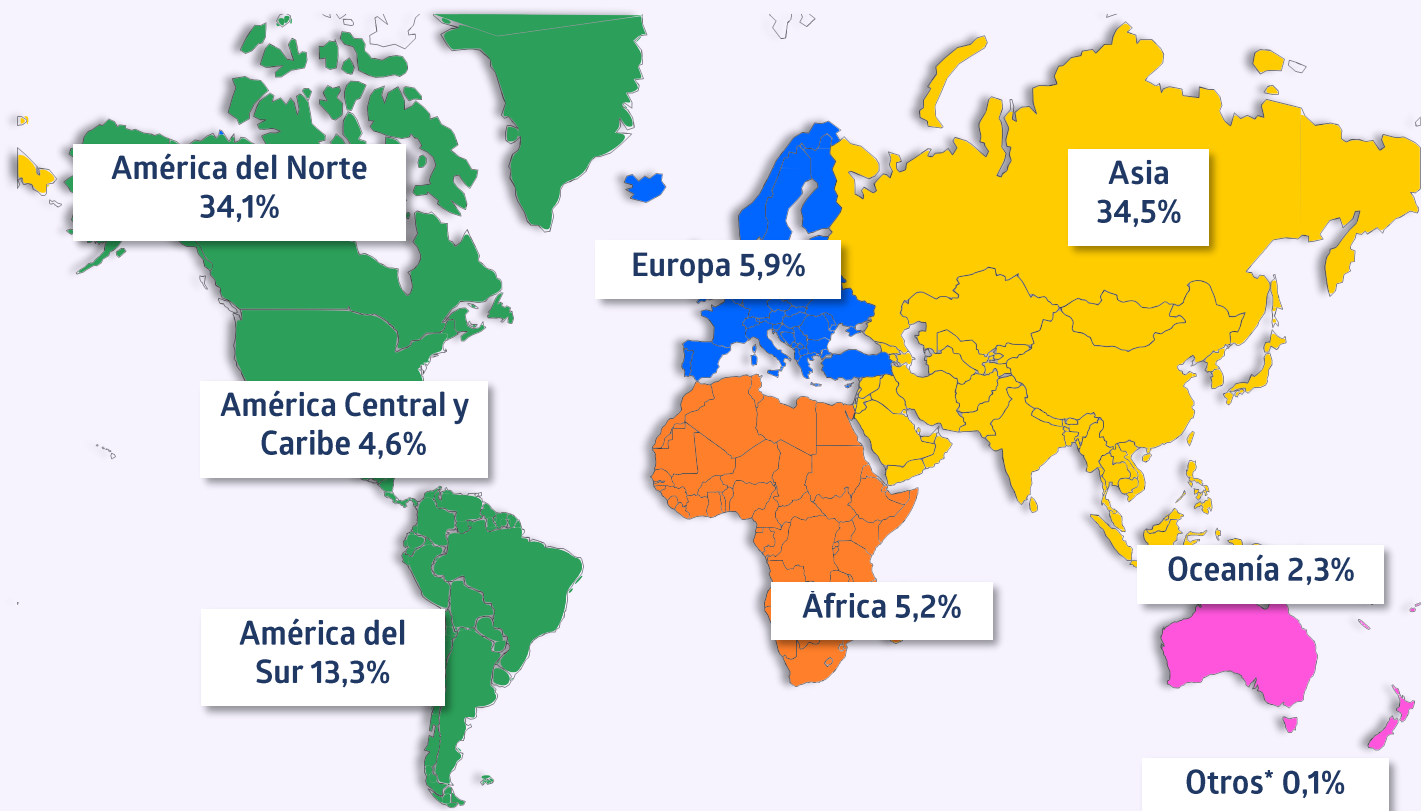 América del Norte
34,1%
Asia
34,5%
Europa 5,9%
América Central y
Caribe 4,6%
Oceanía 2,3%
África 5,2%
América del
Sur 13,3%
Otros* 0,1%